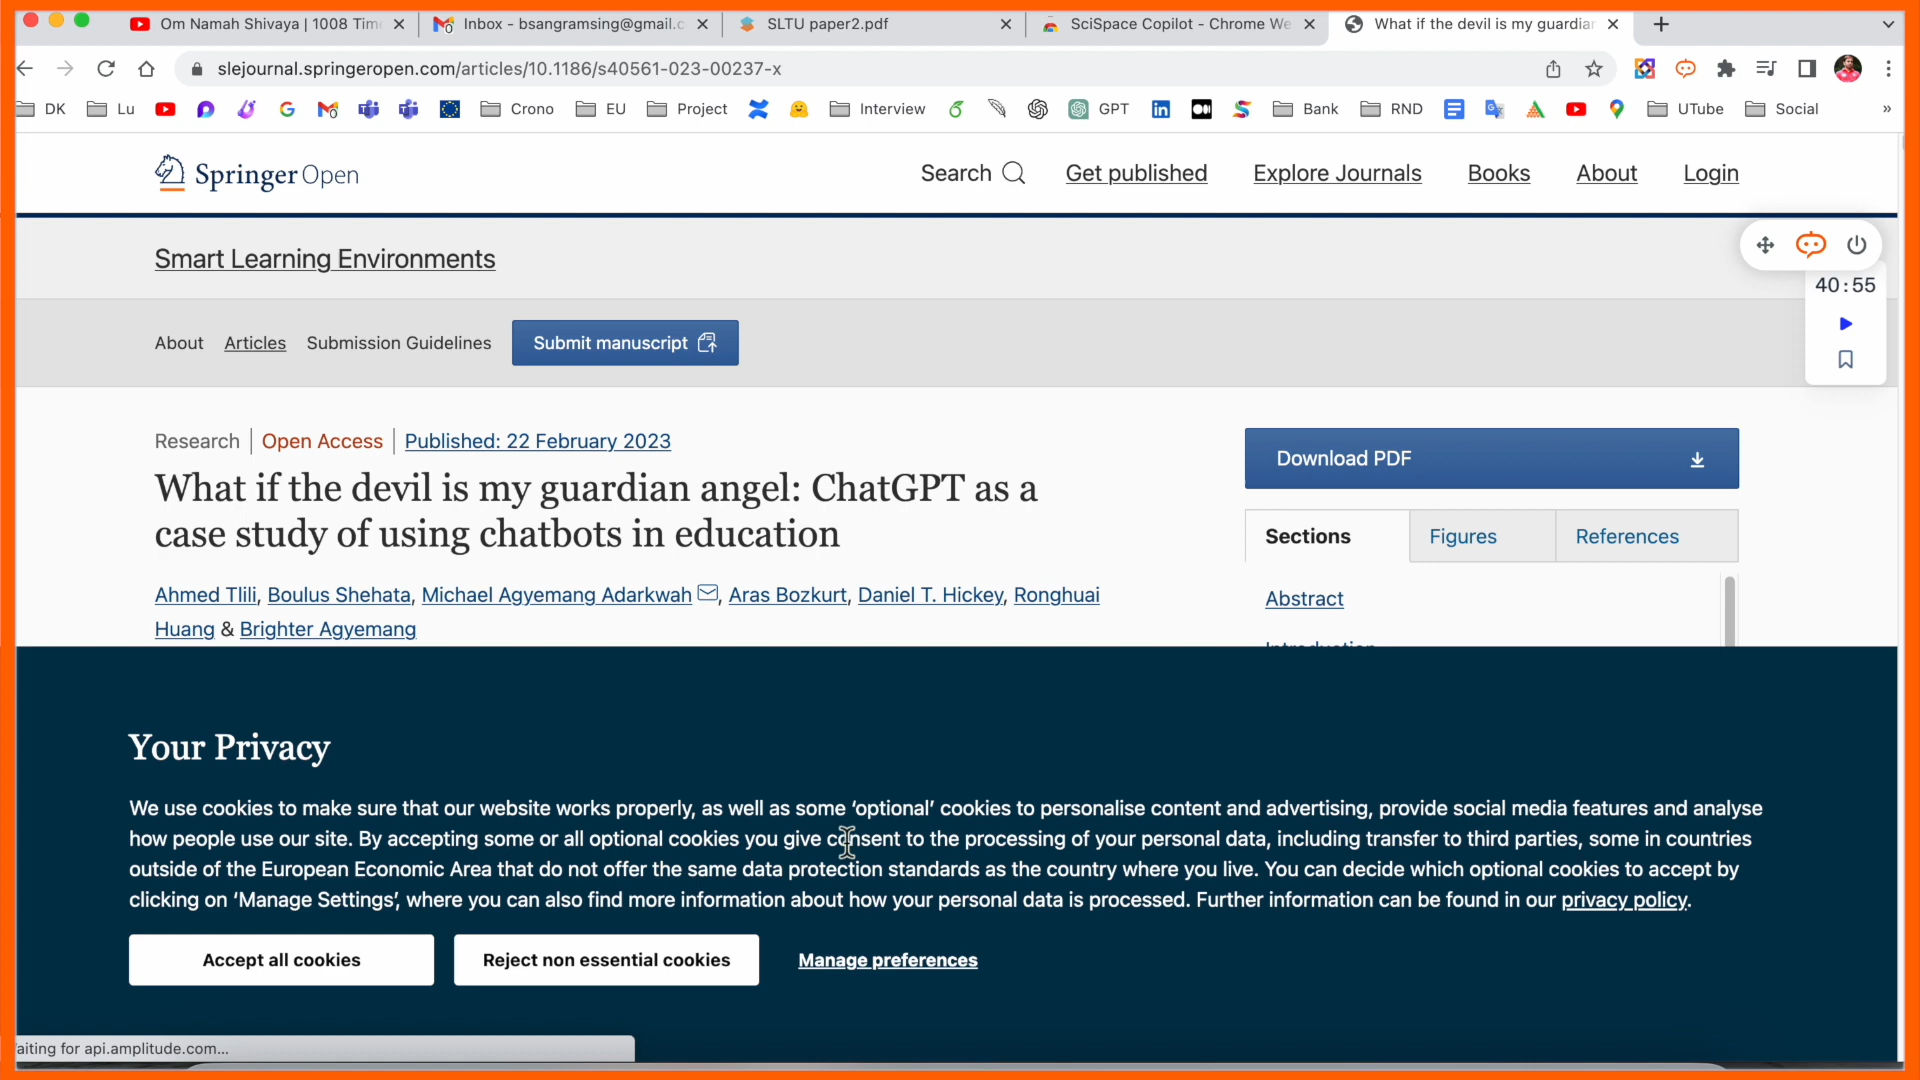 Om Namah Shivaya | 1008 Time
Inbox - bsangramsing@gmail.c
SLTU paper2.pdf
SciSpace Copilot - Chrome We
What if the devil is my guardian
slejournal.springeropen.com/articles/10.1186/s40561-023-00237-x
DK
Lu
Crono
EU
Project
Interview
GPT
Bank
RND
UTube
Social
»
Springer Open
Search
Get published
Explore Journals
Books
About
Login
Smart Learning Environments
40:55
About
Articles
Submission Guidelines
Submit manuscript
Research | Open Access | Published: 22 February 2023
What if the devil is my guardian angel: ChatGPT as a
case study of using chatbots in education
Ahmed Tlili, Boulus Shehata, Michael Agyemang Adarkwah, Aras Bozkurt, Daniel T. Hickey, Ronghuai
Huang & Brighter Agyemang
Download PDF
Sections
Figures
References
Abstract
Introduction
Your Privacy
We use cookies to make sure that our website works properly, as well as some ‘optional’ cookies to personalise content and advertising, provide social media features and analyse
how people use our site. By accepting some or all optional cookies you give consent to the processing of your personal data, including transfer to third parties, some in countries
outside of the European Economic Area that do not offer the same data protection standards as the country where you live. You can decide which optional cookies to accept by
clicking on ‘Manage Settings’, where you can also find more information about how your personal data is processed. Further information can be found in our privacy policy.
Accept all cookies
Reject non essential cookies
Manage preferences
aiting for api.amplitude.com...